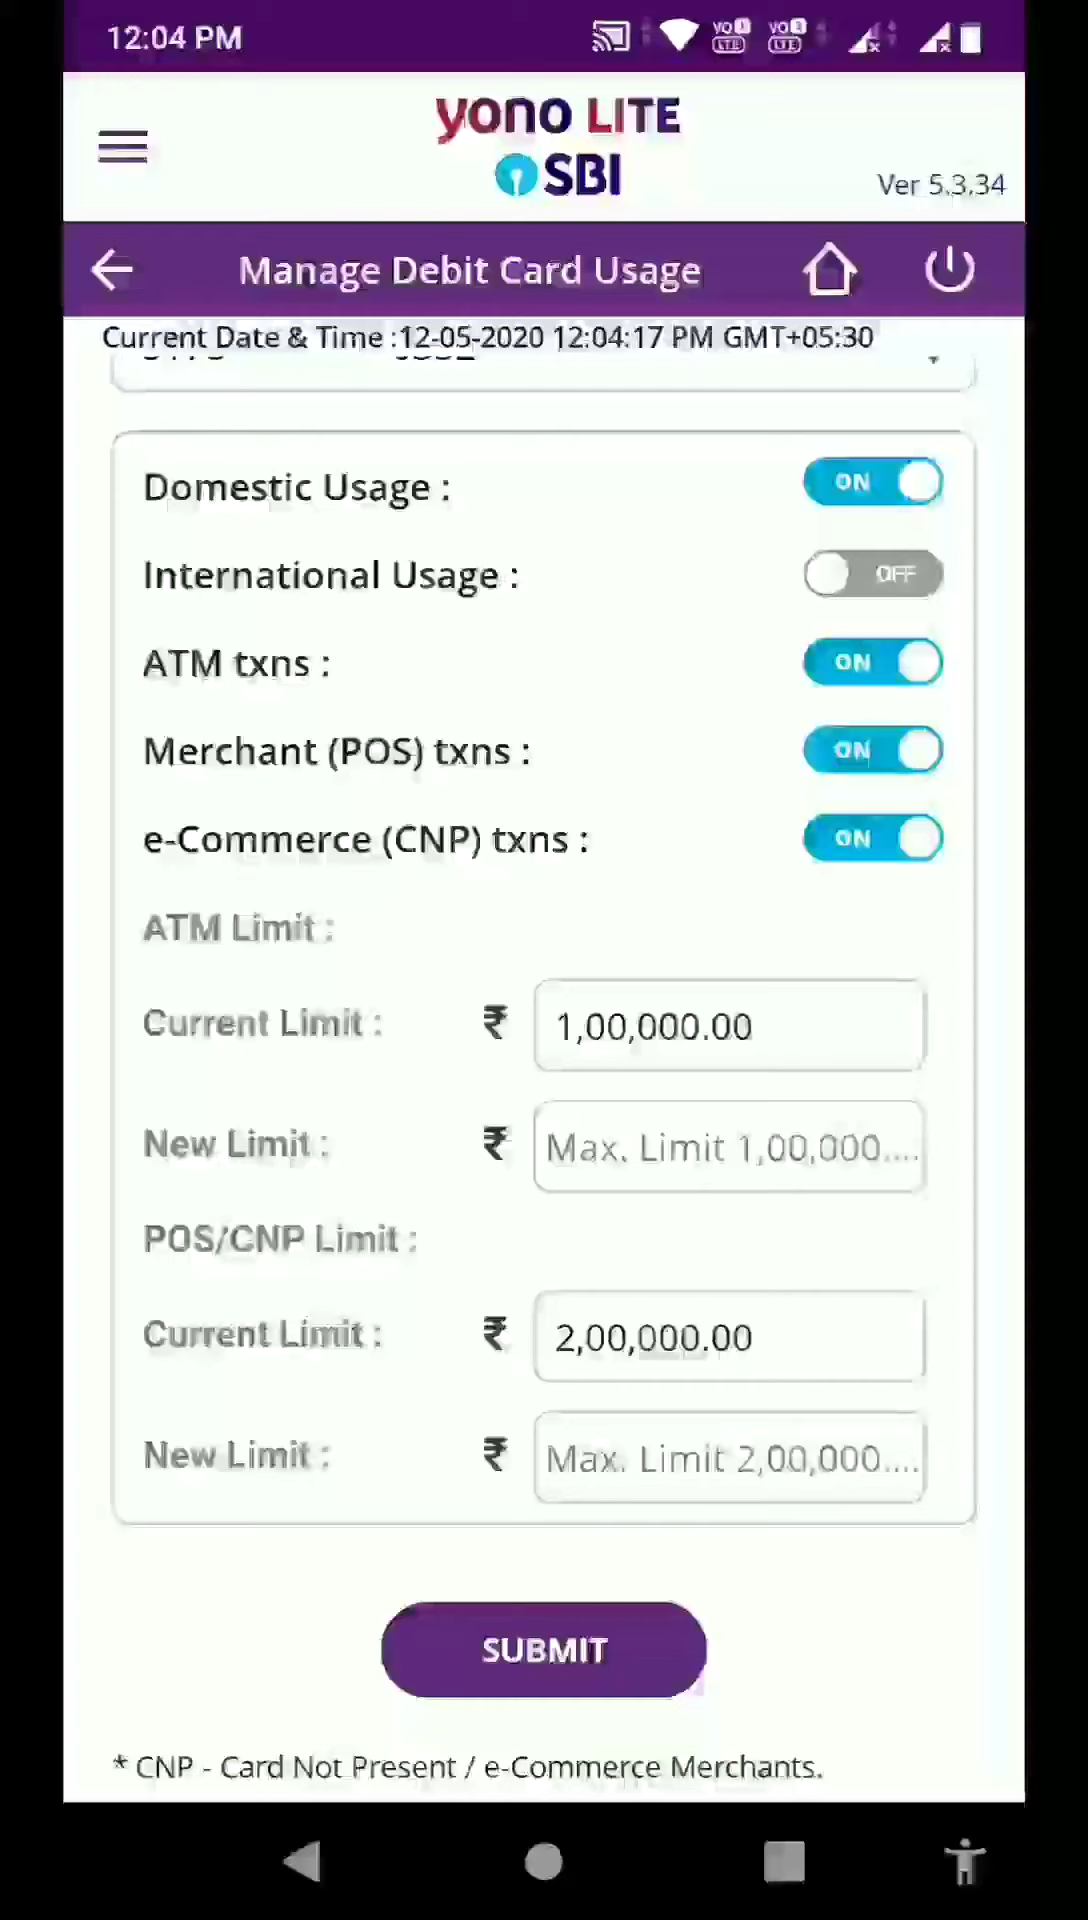 12:04 PM
yono LITE
SBI
Ver 5.3.34
Manage Debit Card Usage
Current Date & Time :12-05-2020 12:04:17 PM GMT+05:30
Domestic Usage :
ON
International Usage :
OFF
ATM txns :
ON
Merchant (POS) txns :
ON
e-Commerce (CNP) txns :
ON
ATM Limit :
Current Limit :
₹
1,00,000.00
New Limit :
₹
Max. Limit 1,00,000....
POS/CNP Limit :
Current Limit :
₹
2,00,000.00
New Limit :
₹
Max. Limit 2,00,000....
SUBMIT
* CNP - Card Not Present / e-Commerce Merchants.